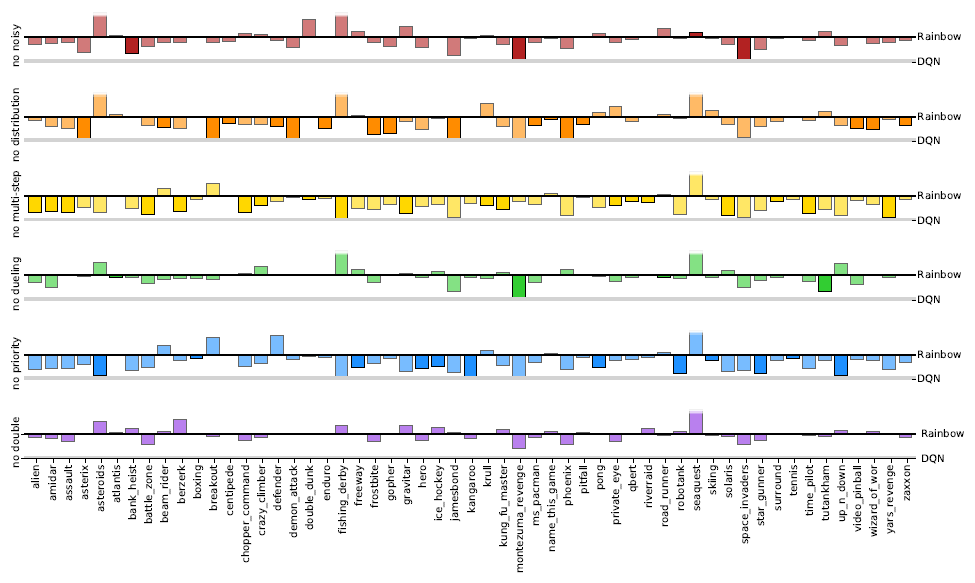 no noisy
Rainbow
DQN
no distribution
Rainbow
DQN
no multi-step
Rainbow
DQN
no dueling
Rainbow
DQN
no priority
Rainbow
DQN
no double
Rainbow
DQN
alien
amidar
assault
asterix
asteroids
atlantis
bank_heist
battle_zone
beam_rider
berzerk
boxing
breakout
centipede
chopper_command
crazy_climber
defender
demon_attack
double_dunk
enduro
fishing_derby
freeway
frostbite
gopher
gravitar
hero
ice_hockey
jamesbond
kangaroo
krull
kung_fu_master
montezuma_revenge
ms_pacman
name_this_game
phoenix
pitfall
pong
private_eye
qbert
riverraid
road_runner
robotank
seaquest
skiing
solaris
space_invaders
star_gunner
surround
tennis
time_pilot
tutankham
up_n_down
video_pinball
wizard_of_wor
yars_revenge
zaxxon